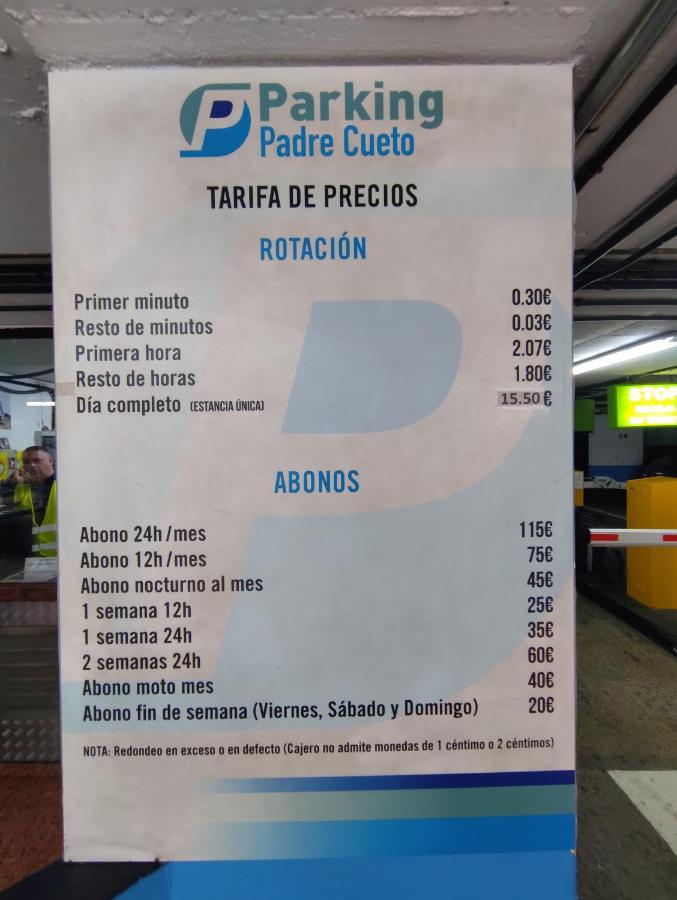 P Parking
Padre Cueto
TARIFA DE PRECIOS
ROTACIÓN
Primer minuto 0.30€
Resto de minutos 0.03€
Primera hora 2.07€
Resto de horas 1.80€
Día completo (ESTANCIA ÚNICA) 15.50 €
ABONOS
Abono 24h/mes 115€
Abono 12h/mes 75€
Abono nocturno al mes 45€
1 semana 12h 25€
1 semana 24h 35€
2 semanas 24h 60€
Abono moto mes 40€
Abono fin de semana (Viernes, Sábado y Domingo) 20€
NOTA: Redondeo en exceso o en defecto (Cajero no admite monedas de 1 céntimo o 2 céntimos)
STOP